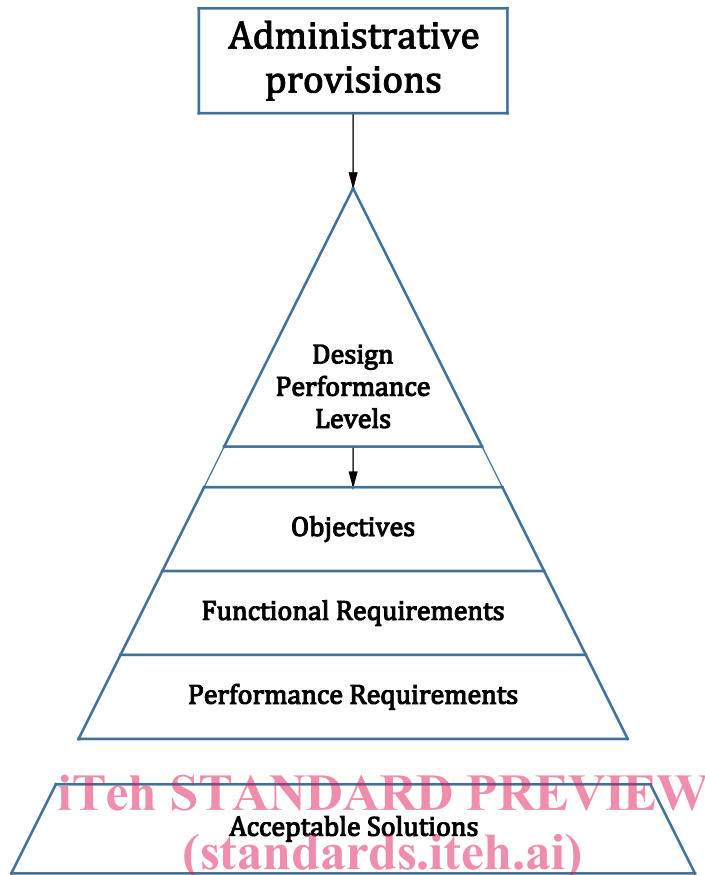 Administrative
provisions
Design
Performance
Levels
Objectives
Functional Requirements
Performance Requirements
iTeh STANDARD PREVIEW
Acceptable Solutions
(standards.iteh.ai)